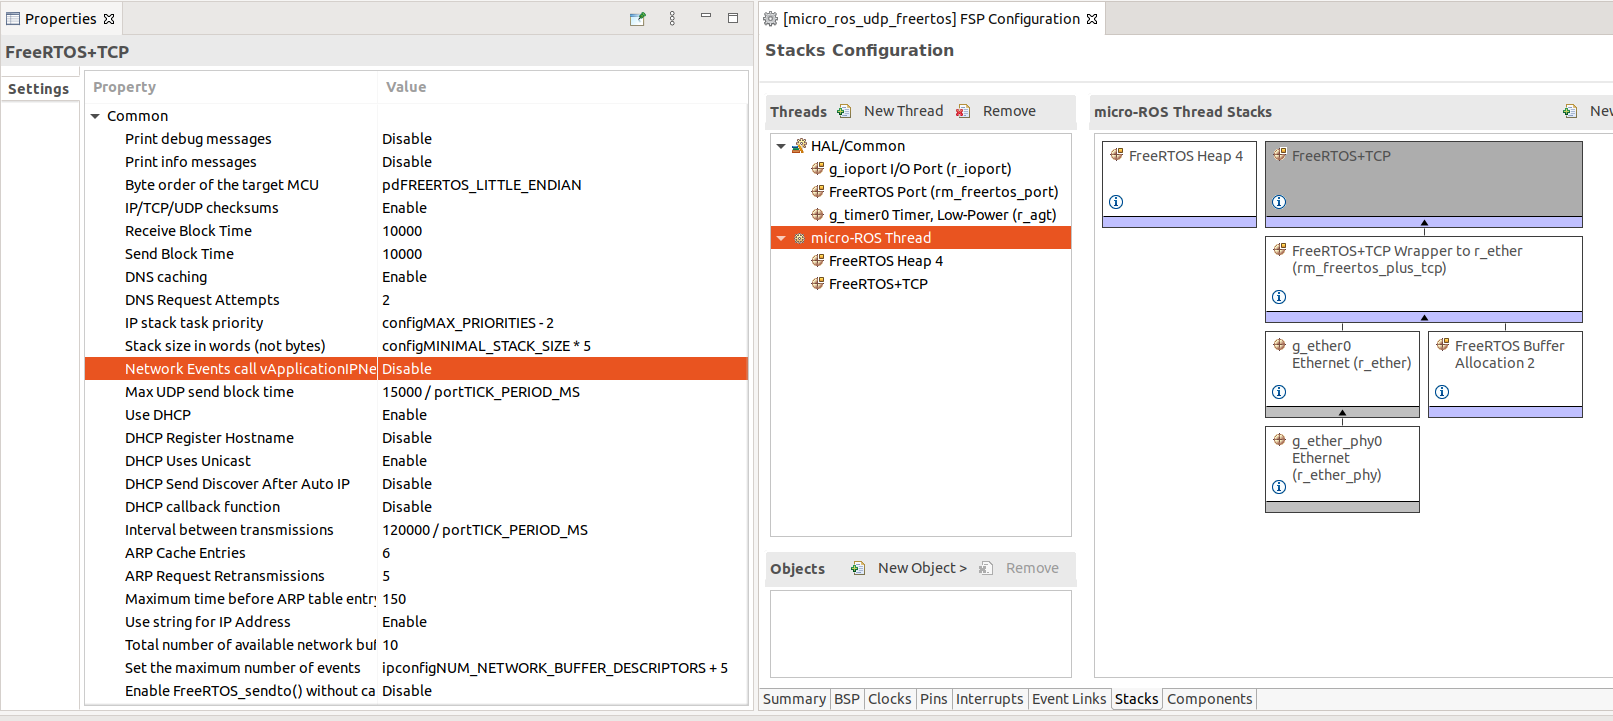 Properties
FreeRTOS+TCP
Settings
Property Value
Common
Print debug messages Disable
Print info messages Disable
Byte order of the target MCU pdFREERTOS_LITTLE_ENDIAN
IP/TCP/UDP checksums Enable
Receive Block Time 10000
Send Block Time 10000
DNS caching Enable
DNS Request Attempts 2
IP stack task priority configMAX_PRIORITIES - 2
Stack size in words (not bytes) configMINIMAL_STACK_SIZE * 5
Network Events call vApplicationIPNe Disable
Max UDP send block time 15000 / portTICK_PERIOD_MS
Use DHCP Enable
DHCP Register Hostname Disable
DHCP Uses Unicast Enable
DHCP Send Discover After Auto IP Disable
DHCP callback function Disable
Interval between transmissions 120000 / portTICK_PERIOD_MS
ARP Cache Entries 6
ARP Request Retransmissions 5
Maximum time before ARP table entry 150
Use string for IP Address Enable
Total number of available network buf 10
Set the maximum number of events ipconfigNUM_NETWORK_BUFFER_DESCRIPTORS + 5
Enable FreeRTOS_sendto() without ca Disable
[micro_ros_udp_freertos] FSP Configuration
Stacks Configuration
Threads New Thread Remove
HAL/Common
g_ioport I/O Port (r_ioport)
FreeRTOS Port (rm_freertos_port)
g_timer0 Timer, Low-Power (r_agt)
micro-ROS Thread
FreeRTOS Heap 4
FreeRTOS+TCP
Objects New Object > Remove
micro-ROS Thread Stacks Nev
FreeRTOS Heap 4
FreeRTOS+TCP
FreeRTOS+TCP Wrapper to r_ether
(rm_freertos_plus_tcp)
g_ether0
Ethernet (r_ether)
FreeRTOS Buffer
Allocation 2
g_ether_phy0
Ethernet
(r_ether_phy)
Summary BSP Clocks Pins Interrupts Event Links Stacks Components